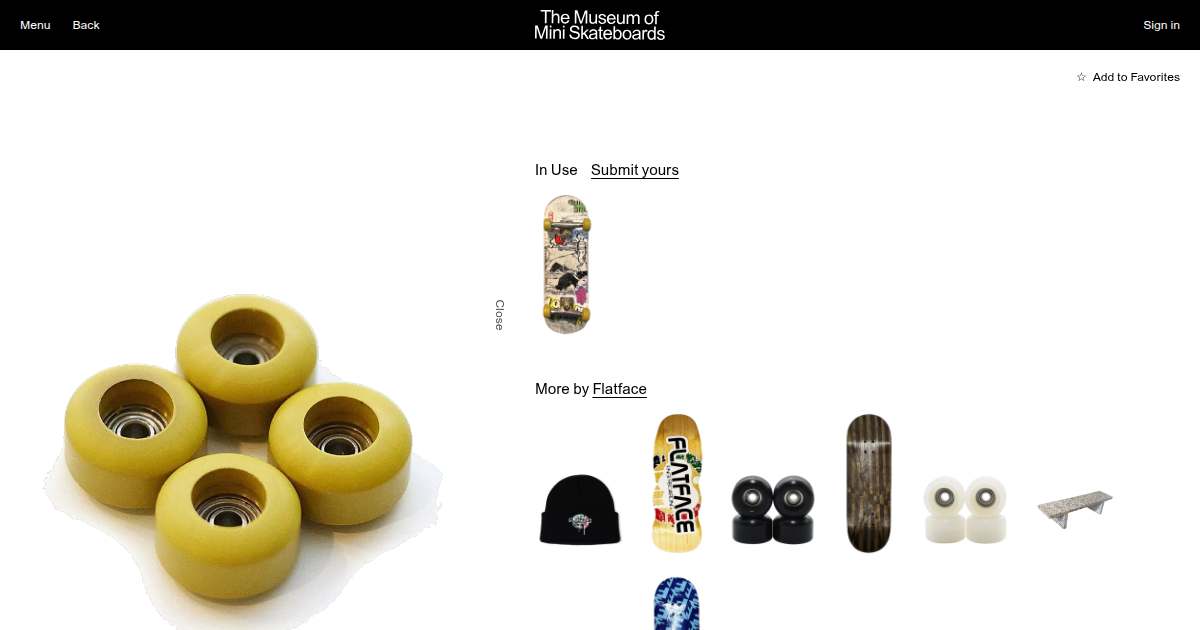 Menu
Back
The Museum of
Mini Skateboards
Sign in
☆ Add to Favorites
In Use
Submit yours
Close
More by Flatface
FLATFACE